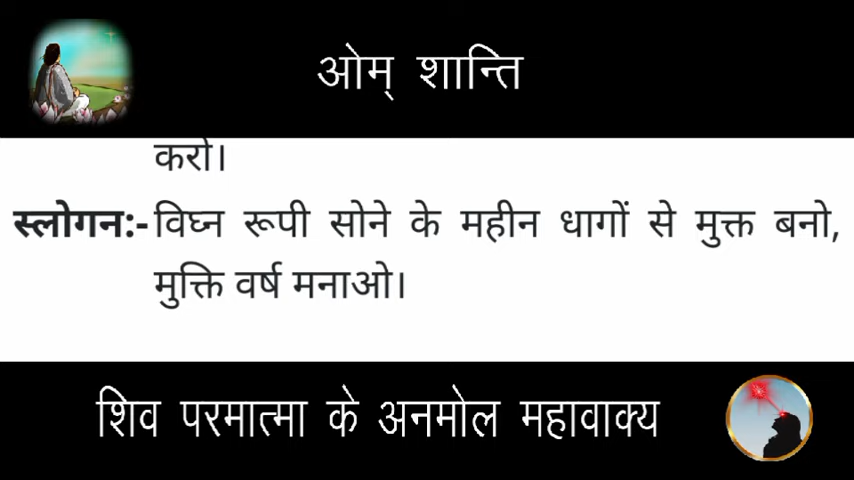 ओम् शान्ति
करो।
स्लोगन:- विघ्न रूपी सोने के महीन धागों से मुक्त बनो,
मुक्ति वर्ष मनाओ।
शिव परमात्मा के अनमोल महावाक्य